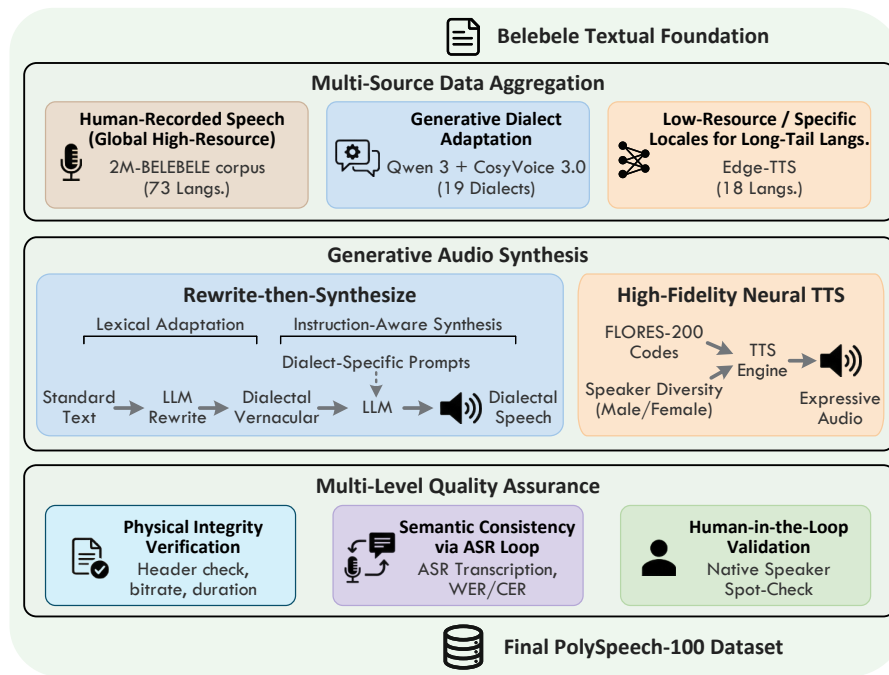 Belebele Textual Foundation
Multi-Source Data Aggregation
Human-Recorded Speech
(Global High-Resource)
2M-BELEBELE corpus
(73 Langs.)
Generative Dialect
Adaptation
Qwen 3 + CosyVoice 3.0
(19 Dialects)
Low-Resource / Specific
Locales for Long-Tail Langs.
Edge-TTS
(18 Langs.)
Generative Audio Synthesis
Rewrite-then-Synthesize
Lexical Adaptation
Instruction-Aware Synthesis
Dialect-Specific Prompts
Standard
Text
LLM
Rewrite
Dialectal
Vernacular
LLM
Dialectal
Speech
High-Fidelity Neural TTS
FLORES-200
Codes
Speaker Diversity
(Male/Female)
TTS
Engine
Expressive
Audio
Multi-Level Quality Assurance
Physical Integrity
Verification
Header check,
bitrate, duration
Semantic Consistency
via ASR Loop
ASR Transcription,
WER/CER
Human-in-the-Loop
Validation
Native Speaker
Spot-Check
Final PolySpeech-100 Dataset